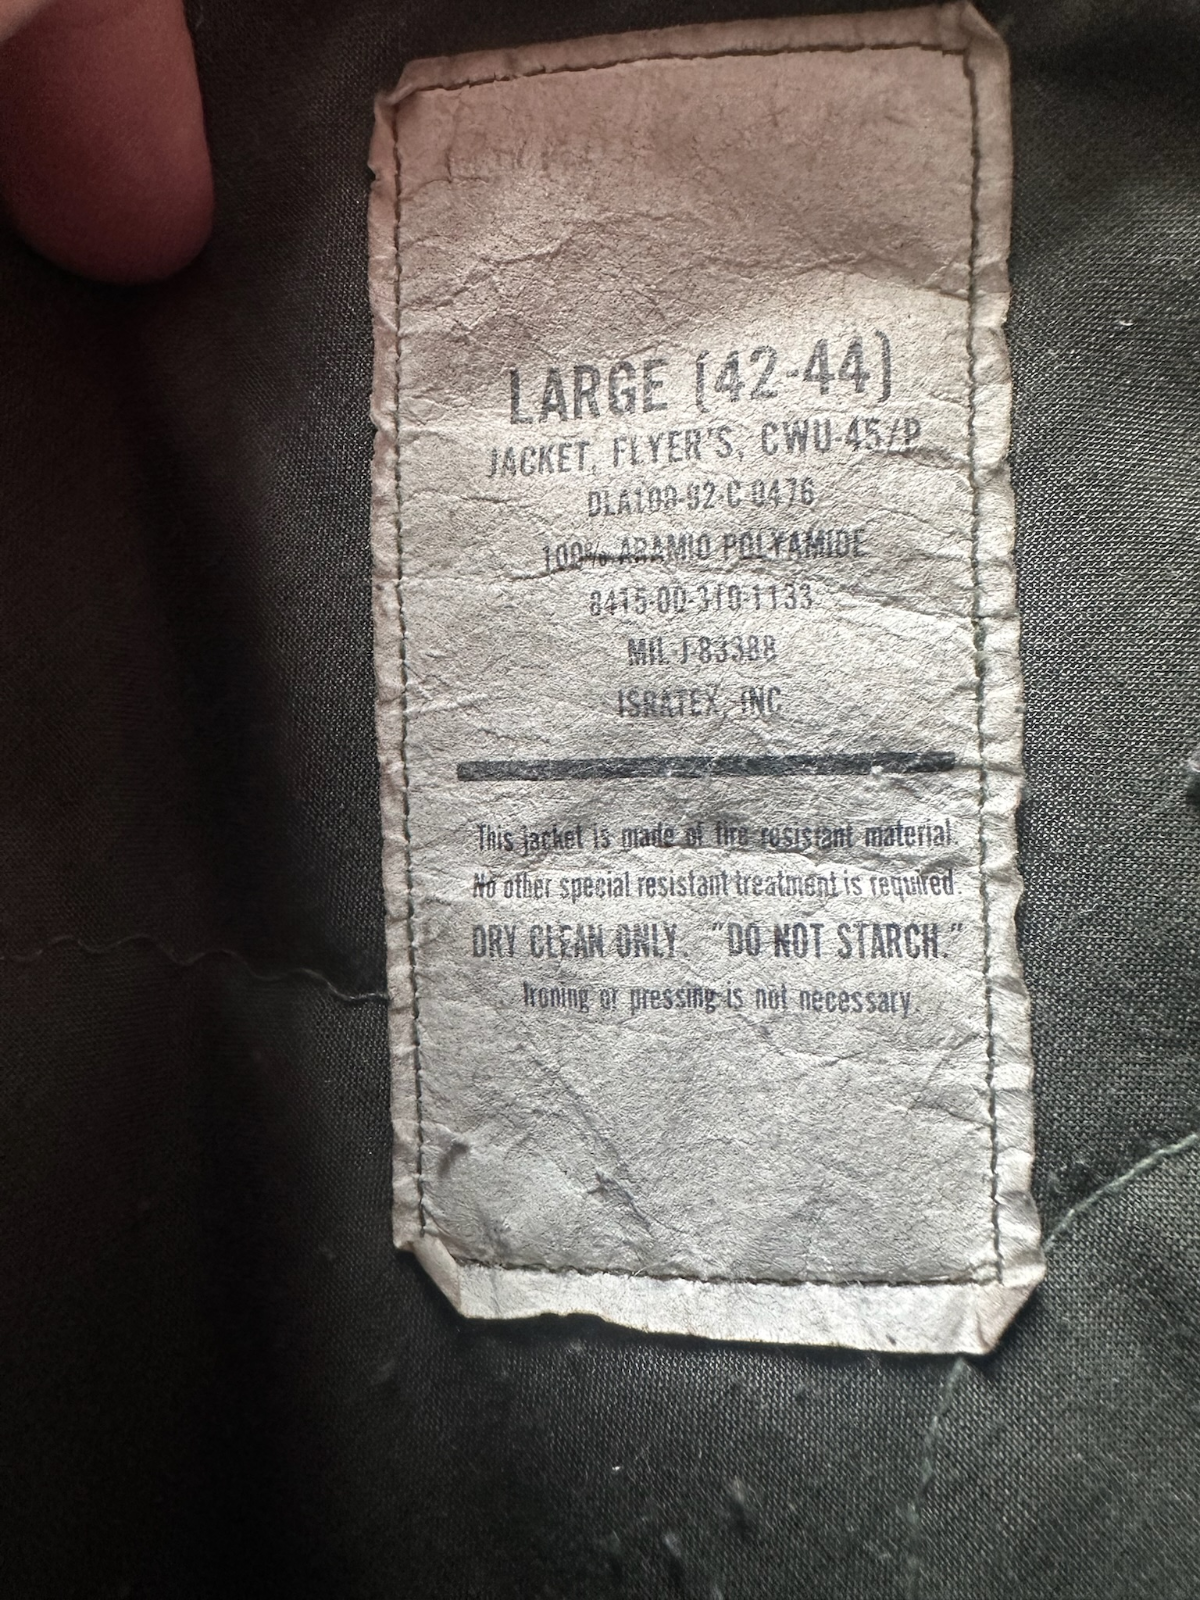 LARGE (42-44)
JACKET, FLYER'S, CWU-45/P
DLA100-92-C-0476
100% ARAMID POLYAMIDE
8415-00-310-1133
MIL-J-83388
ISRATEX, INC
This jacket is made of fire resistant material.
No other special resistant treatment is required.
DRY CLEAN ONLY. "DO NOT STARCH."
Ironing or pressing is not necessary.